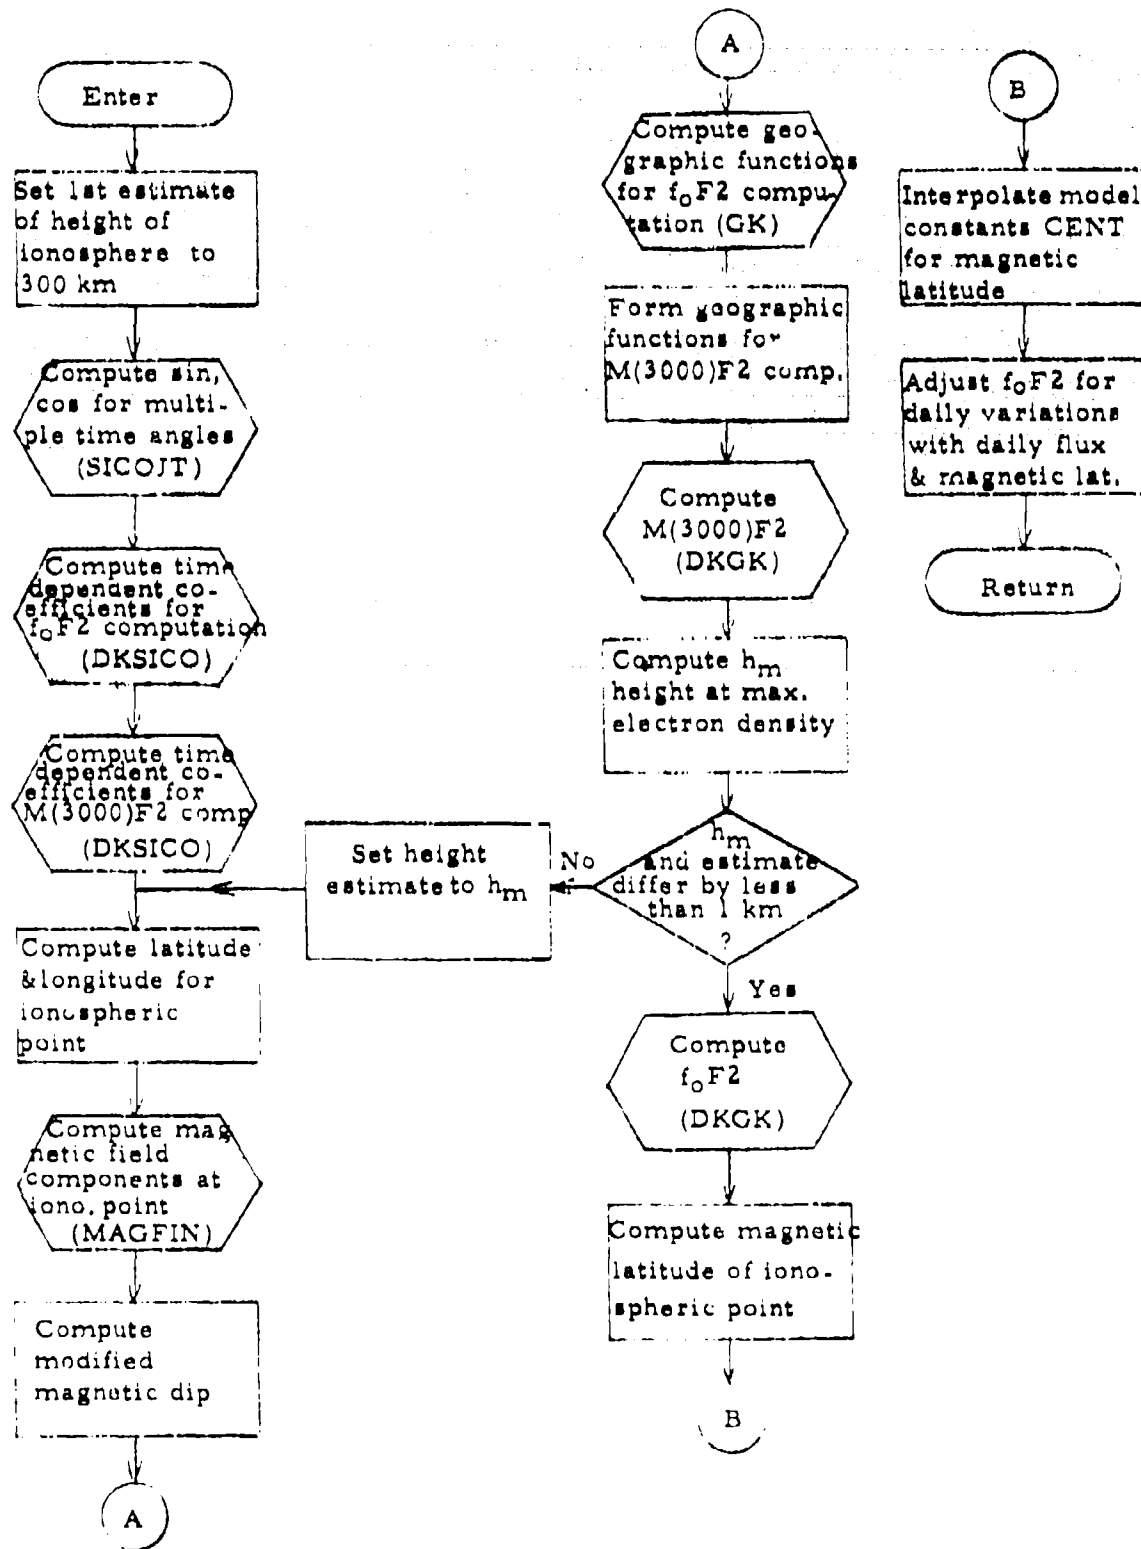 Enter
Set 1st estimate
of height of
ionosphere to
300 km
Compute sin,
cos for multi-
ple time angles
(SICOJT)
Compute time
dependent co-
efficients for
foF2 computation
(DKSICO)
Compute time
dependent co-
efficients for
M(3000)F2 comp
(DKSICO)
Compute latitude
&longitude for
ionospheric
point
Compute mag
netic field
components at
iono. point
(MAGFIN)
Compute
modified
magnetic dip
A
A
Compute geo-
graphic functions
for foF2 compu-
tation (GK)
Form geographic
functions for
M(3000)F2 comp.
Compute
M(3000)F2
(DKGK)
Compute hm
height at max.
electron density
hm
and estimate
differ by less
than 1 km
?
No
Set height
estimate to hm
Yes
Compute
foF2
(DKGK)
Compute magnetic
latitude of iono-
spheric point
B
B
Interpolate model
constants CENT
for magnetic
latitude
Adjust foF2 for
daily variations
with daily flux
& magnetic lat.
Return